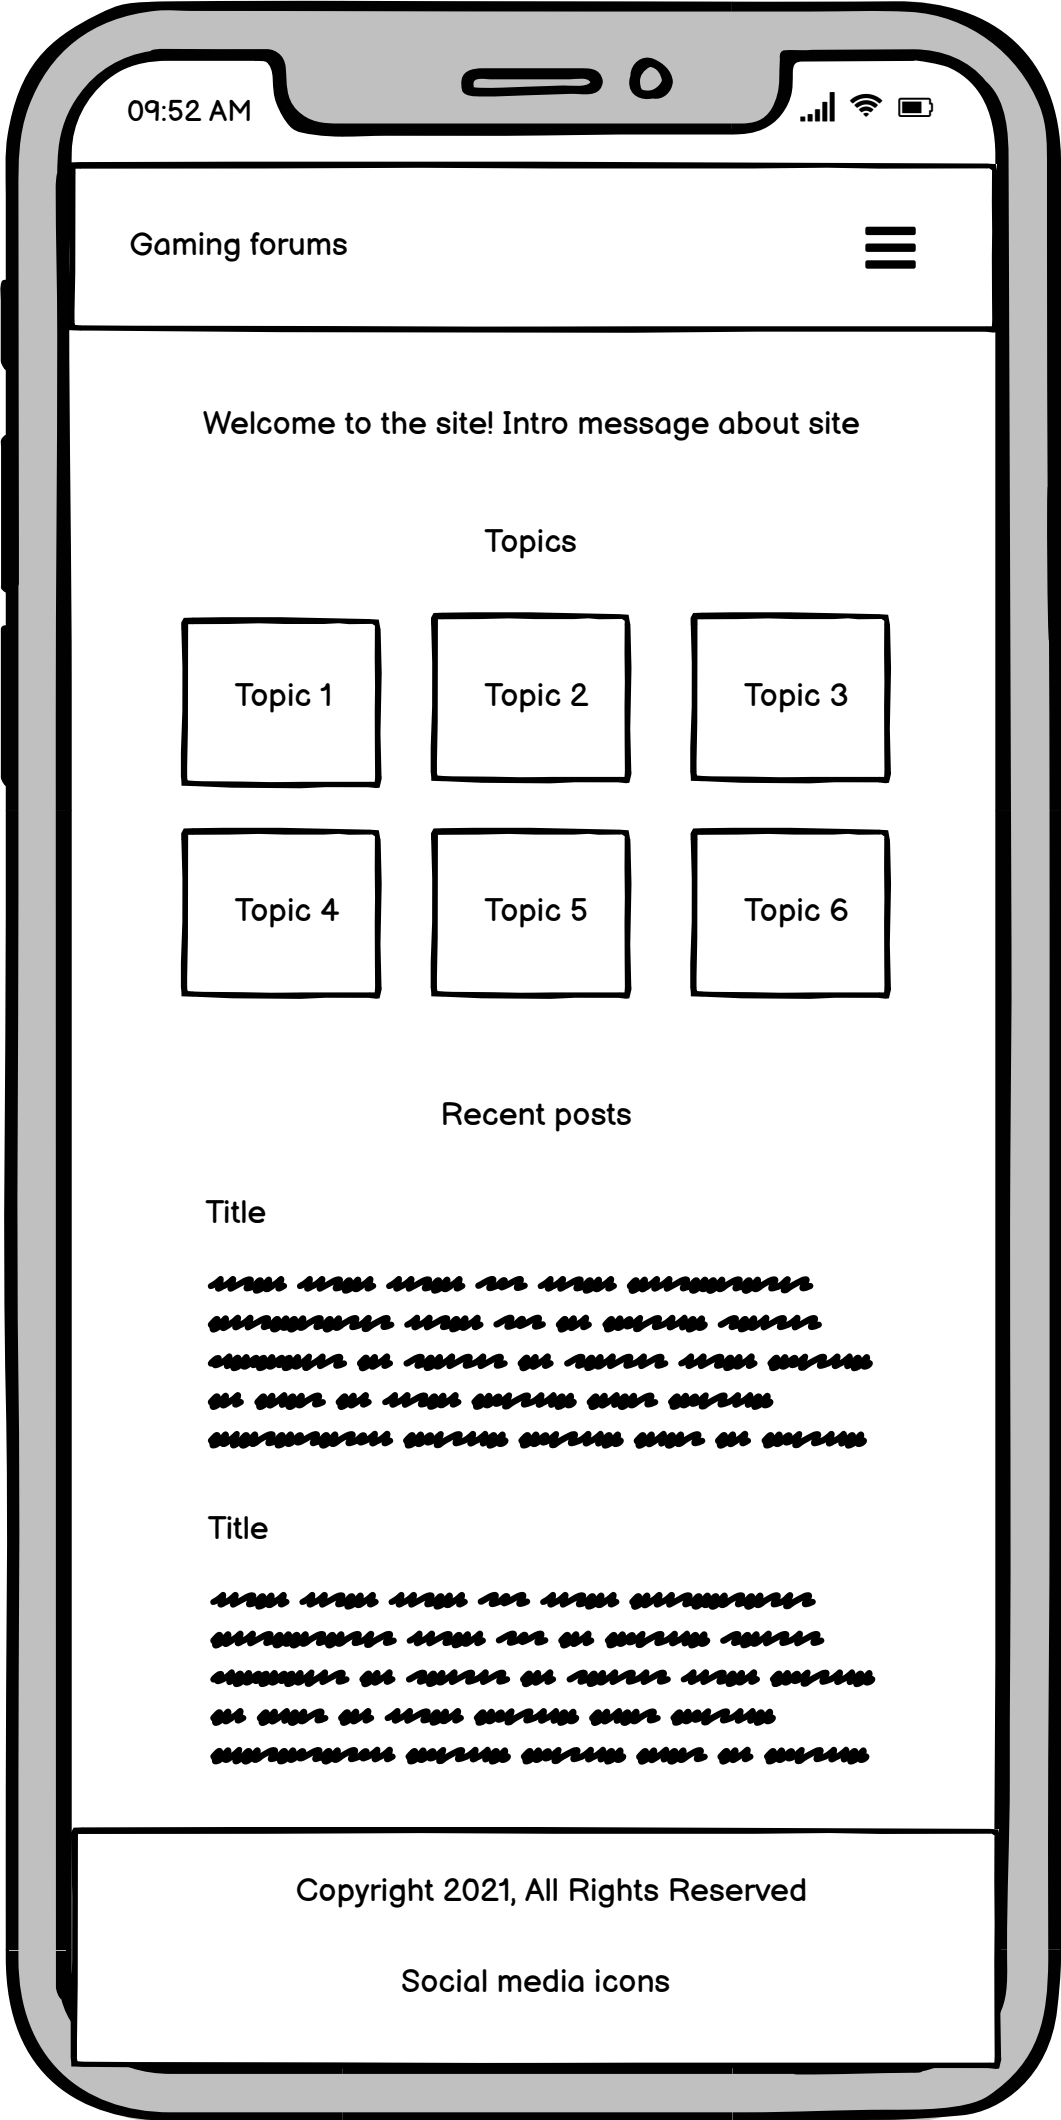 09:52 AM
Gaming forums
Welcome to the site! Intro message about site
Topics
Topic 1 Topic 2 Topic 3
Topic 4 Topic 5 Topic 6
Recent posts
Title
Title
Copyright 2021, All Rights Reserved
Social media icons